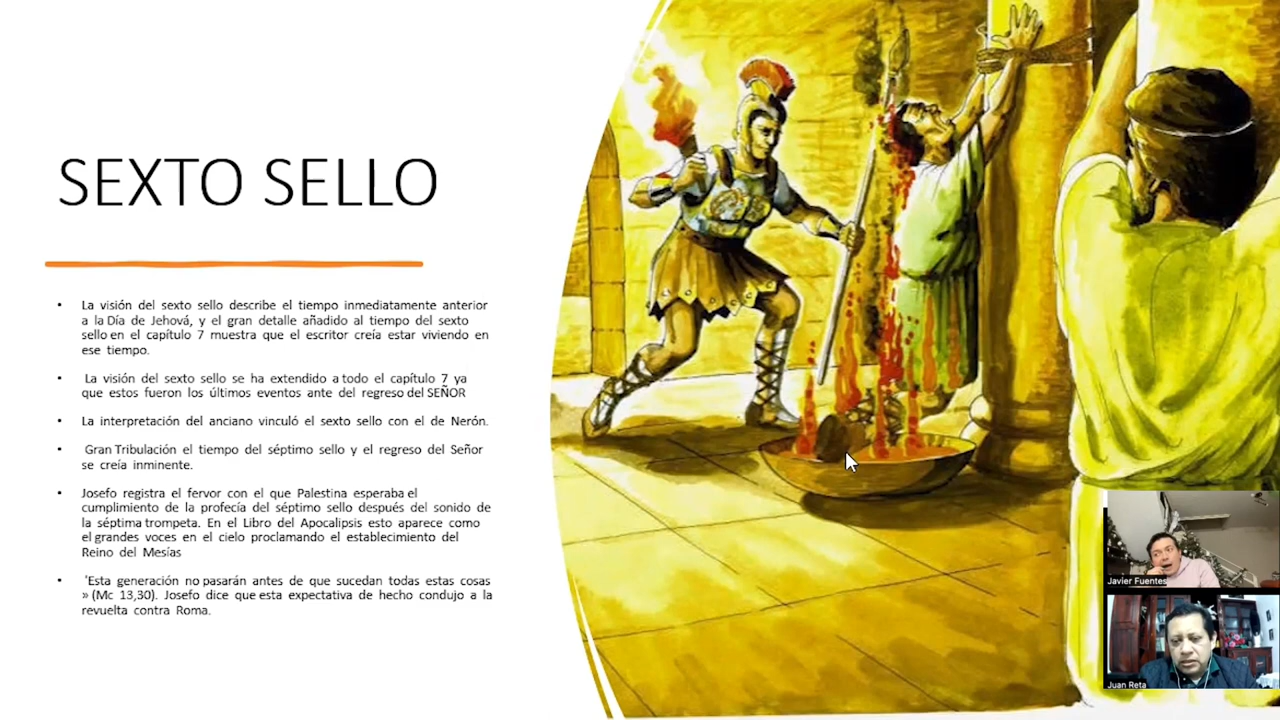 SEXTO SELLO
• La visión del sexto sello describe el tiempo inmediatamente anterior
a la Día de Jehová, y el gran detalle añadido al tiempo del sexto
sello en el capítulo 7 muestra que el escritor creía estar viviendo en
ese tiempo.
• La visión del sexto sello se ha extendido a todo el capítulo 7 ya
que estos fueron los últimos eventos ante del regreso del SEÑOR
• La interpretación del anciano vinculó el sexto sello con el de Nerón.
• Gran Tribulación el tiempo del séptimo sello y el regreso del Señor
se creía inminente.
• Josefo registra el fervor con el que Palestina esperaba el
cumplimiento de la profecía del séptimo sello después del sonido de
la séptima trompeta. En el Libro del Apocalipsis esto aparece como
el grandes voces en el cielo proclamando el establecimiento del
Reino del Mesías
• 'Esta generación no pasarán antes de que sucedan todas estas cosas
» (Mc 13,30). Josefo dice que esta expectativa de hecho condujo a la
revuelta contra Roma.
Javier Fuentes
Juan Reta